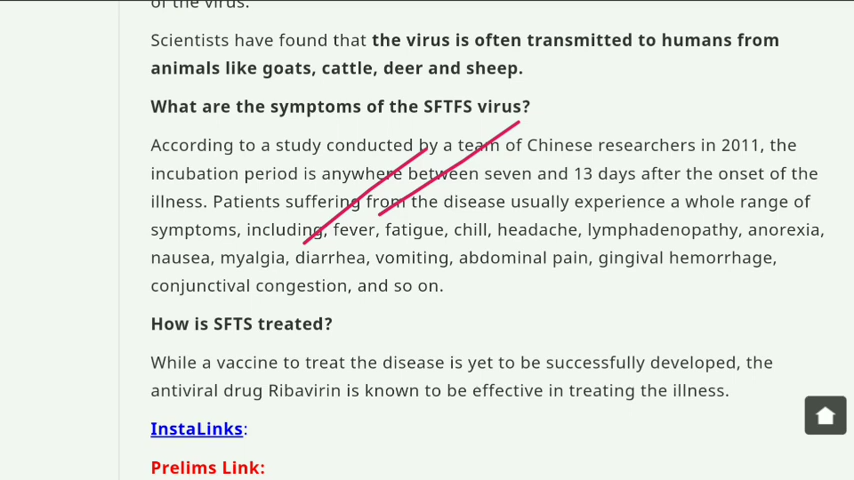 of the virus.
Scientists have found that the virus is often transmitted to humans from
animals like goats, cattle, deer and sheep.
What are the symptoms of the SFTFS virus?
According to a study conducted by a team of Chinese researchers in 2011, the
incubation period is anywhere between seven and 13 days after the onset of the
illness. Patients suffering from the disease usually experience a whole range of
symptoms, including, fever, fatigue, chill, headache, lymphadenopathy, anorexia,
nausea, myalgia, diarrhea, vomiting, abdominal pain, gingival hemorrhage,
conjunctival congestion, and so on.
How is SFTS treated?
While a vaccine to treat the disease is yet to be successfully developed, the
antiviral drug Ribavirin is known to be effective in treating the illness.
InstaLinks:
Prelims Link: